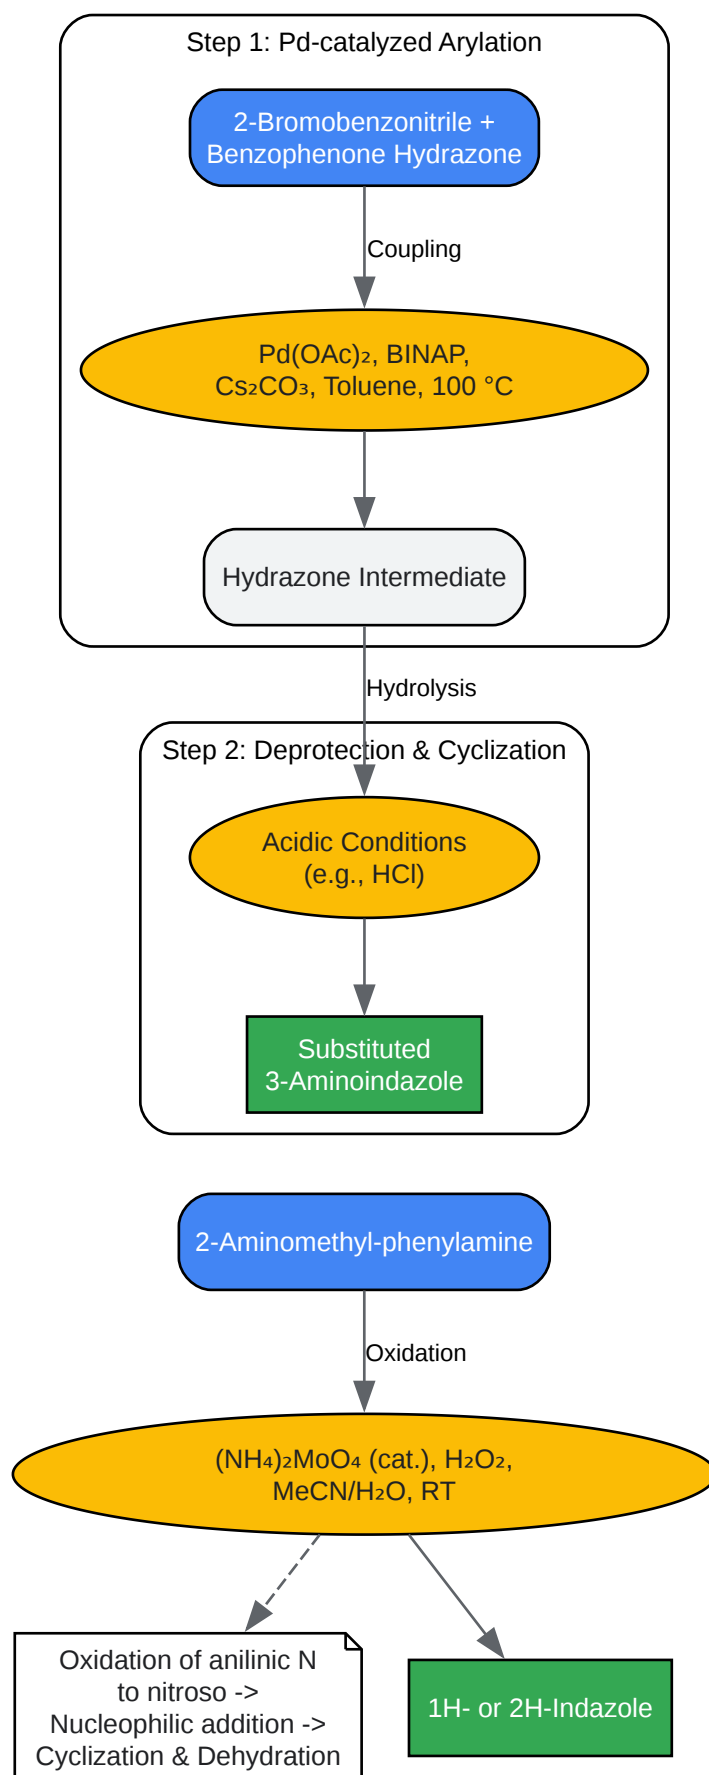 Step 1: Pd-catalyzed Arylation
2-Bromobenzonitrile +
Benzophenone Hydrazone
Coupling
Pd(OAc)₂, BINAP,
Cs₂CO₃, Toluene, 100 °C
Hydrazone Intermediate
Hydrolysis
Step 2: Deprotection & Cyclization
Acidic Conditions
(e.g., HCl)
Substituted
3-Aminoindazole
2-Aminomethyl-phenylamine
Oxidation
(NH₄)₂MoO₄ (cat.), H₂O₂,
MeCN/H₂O, RT
Oxidation of anilinic N
to nitroso ->
Nucleophilic addition ->
Cyclization & Dehydration
1H- or 2H-Indazole